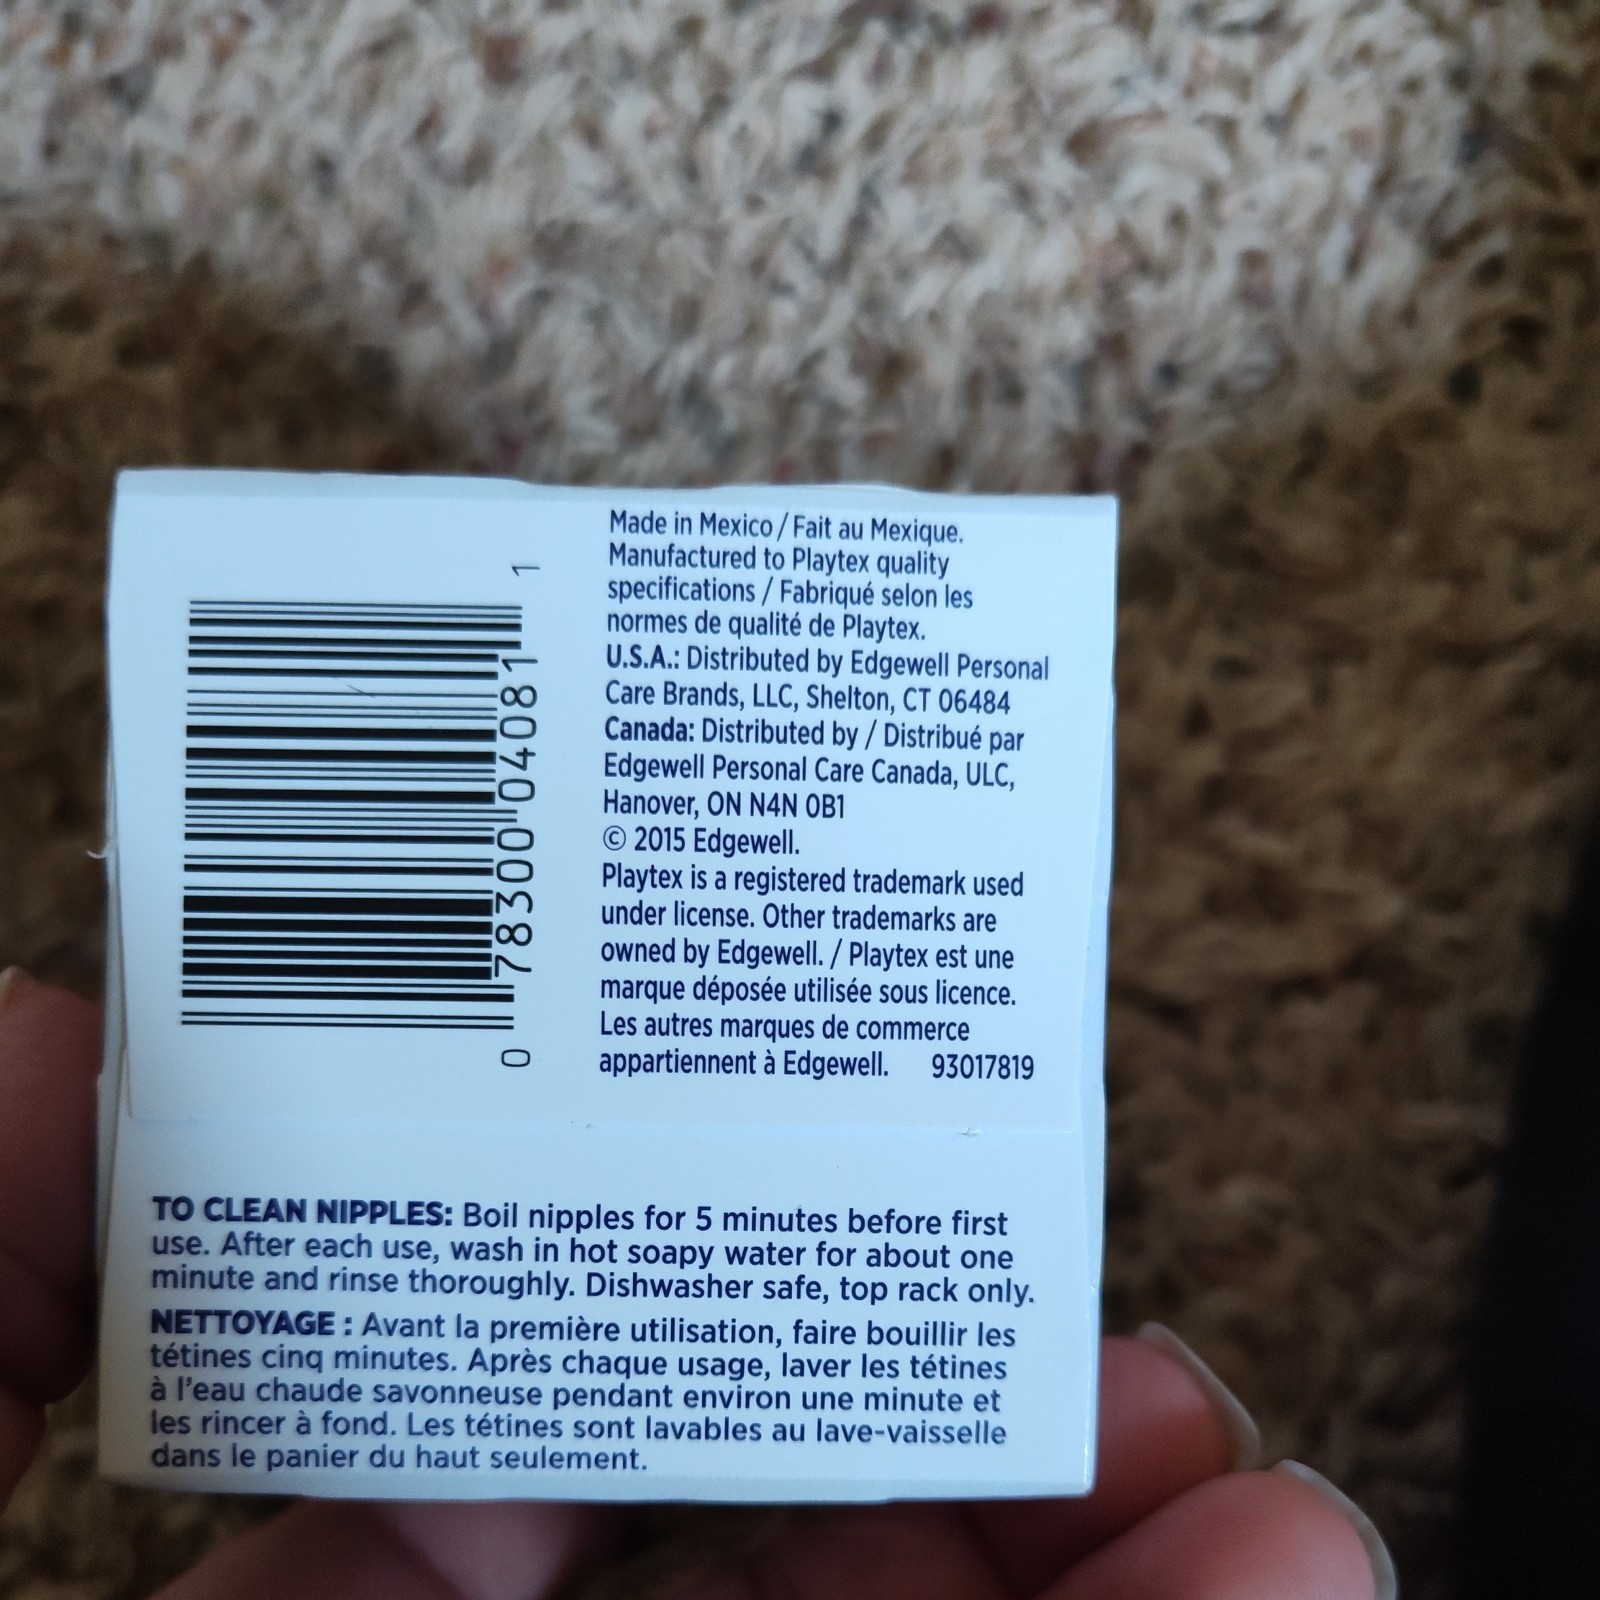 Made in Mexico / Fait au Mexique.
Manufactured to Playtex quality
specifications / Fabriqué selon les
normes de qualité de Playtex.
U.S.A.: Distributed by Edgewell Personal
Care Brands, LLC, Shelton, CT 06484
Canada: Distributed by / Distribué par
Edgewell Personal Care Canada, ULC,
Hanover, ON N4N 0B1
© 2015 Edgewell.
Playtex is a registered trademark used
under license. Other trademarks are
owned by Edgewell. / Playtex est une
marque déposée utilisée sous licence.
Les autres marques de commerce
appartiennent à Edgewell. 93017819
0 78300 04081 1
TO CLEAN NIPPLES: Boil nipples for 5 minutes before first
use. After each use, wash in hot soapy water for about one
minute and rinse thoroughly. Dishwasher safe, top rack only.
NETTOYAGE : Avant la première utilisation, faire bouillir les
tétines cinq minutes. Après chaque usage, laver les tétines
à l'eau chaude savonneuse pendant environ une minute et
les rincer à fond. Les tétines sont lavables au lave-vaisselle
dans le panier du haut seulement.